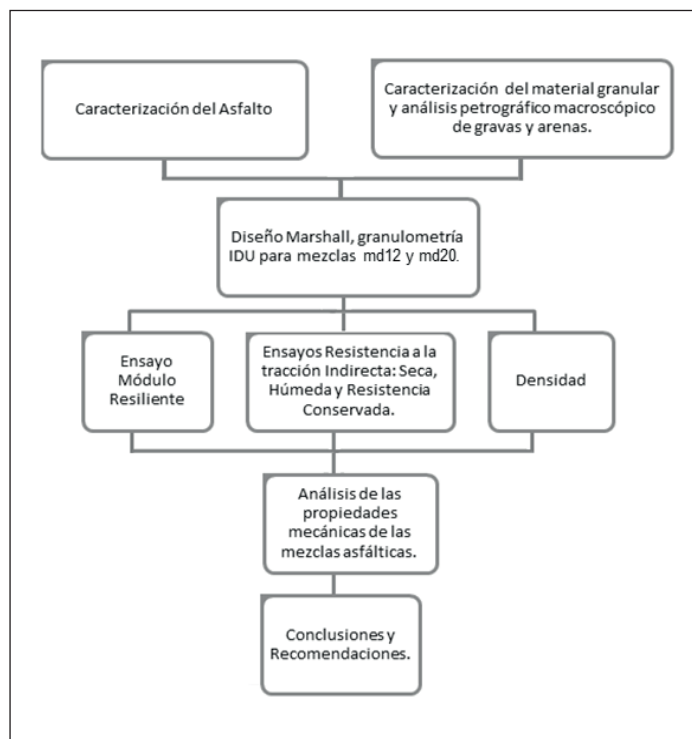 Caracterización del Asfalto
Caracterización del material granular
y análisis petrográfico macroscópico
de gravas y arenas.
Diseño Marshall, granulometría
IDU para mezclas md12 y md20.
Ensayo
Módulo
Resiliente
Ensayos Resistencia a la
tracción Indirecta: Seca,
Húmeda y Resistencia
Conservada.
Densidad
Análisis de las
propiedades
mecánicas de las
mezclas asfálticas.
Conclusiones y
Recomendaciones.